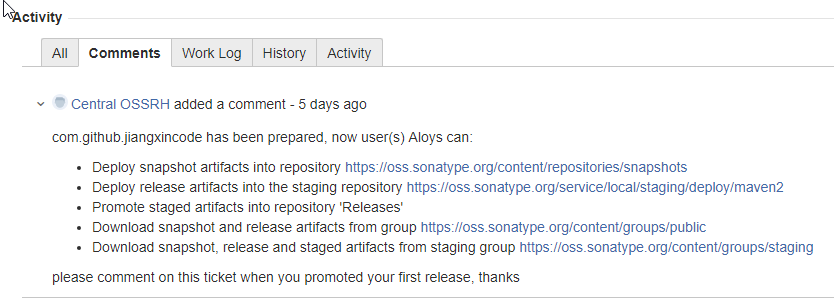 Activity
All Comments Work Log History Activity
Central OSSRH added a comment - 5 days ago
com.github.jiangxincode has been prepared, now user(s) Aloys can:
• Deploy snapshot artifacts into repository https://oss.sonatype.org/content/repositories/snapshots
• Deploy release artifacts into the staging repository https://oss.sonatype.org/service/local/staging/deploy/maven2
• Promote staged artifacts into repository 'Releases'
• Download snapshot and release artifacts from group https://oss.sonatype.org/content/groups/public
• Download snapshot, release and staged artifacts from staging group https://oss.sonatype.org/content/groups/staging
please comment on this ticket when you promoted your first release, thanks